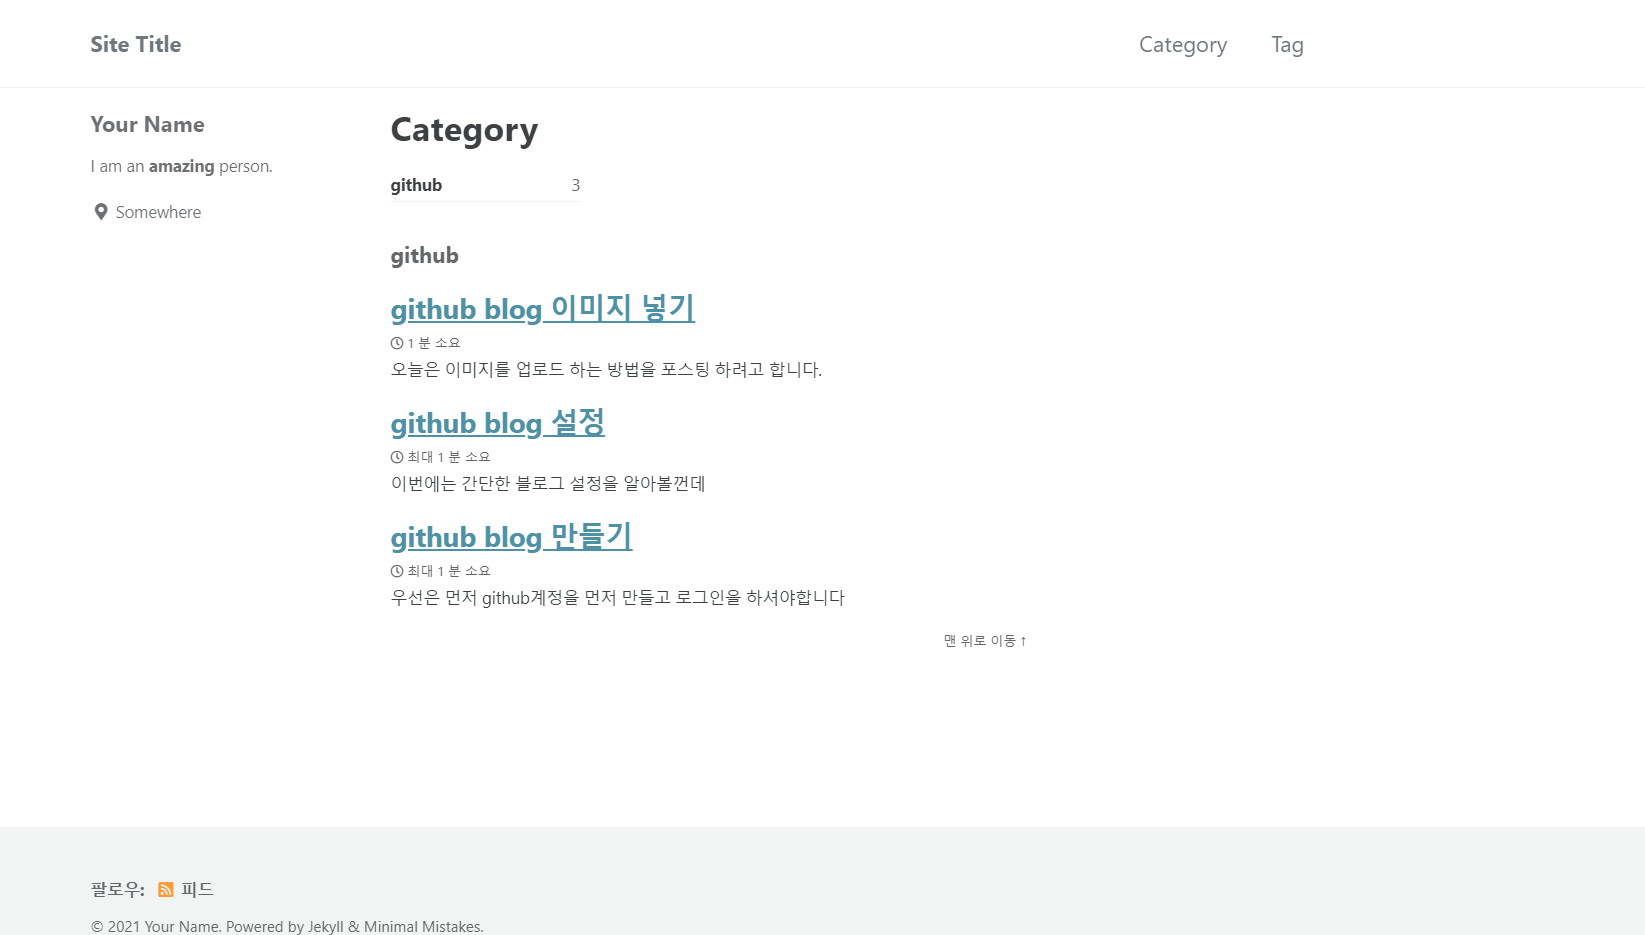 Site Title
Category Tag
Your Name
I am an amazing person.
Somewhere
Category
github 3
github
github blog 이미지 넣기
1 분 소요
오늘은 이미지를 업로드 하는 방법을 포스팅 하려고 합니다.
github blog 설정
최대 1 분 소요
이번에는 간단한 블로그 설정을 알아볼껀데
github blog 만들기
최대 1 분 소요
우선은 먼저 github계정을 먼저 만들고 로그인을 하셔야합니다
맨 위로 이동 ↑
팔로우: 피드
© 2021 Your Name. Powered by Jekyll & Minimal Mistakes.